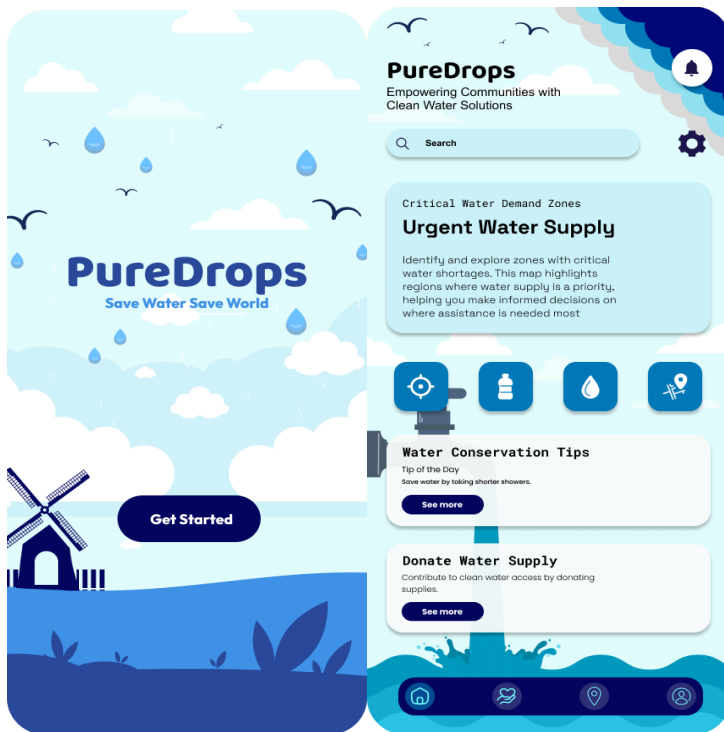 PureDrops
Save Water Save World
Get Started
PureDrops
Empowering Communities with
Clean Water Solutions
Search
Critical Water Demand Zones
Urgent Water Supply
Identify and explore zones with critical
water shortages. This map highlights
regions where water supply is a priority,
helping you make informed decisions on
where assistance is needed most
Water Conservation Tips
Tip of the Day
Save water by taking shorter showers.
See more
Donate Water Supply
Contribute to clean water access by donating
supplies.
See more